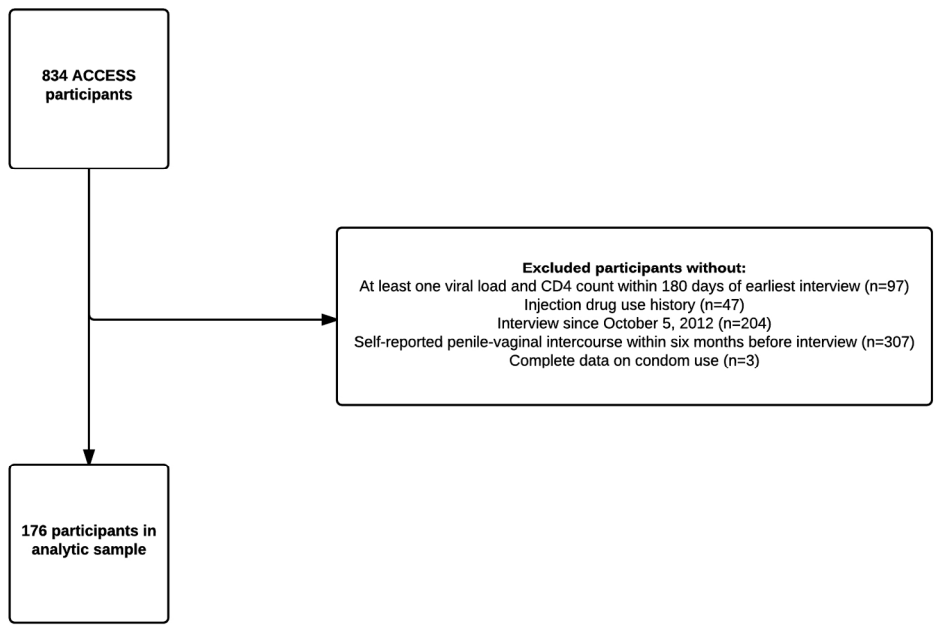 834 ACCESS
participants
Excluded participants without:
At least one viral load and CD4 count within 180 days of earliest interview (n=97)
Injection drug use history (n=47)
Interview since October 5, 2012 (n=204)
Self-reported penile-vaginal intercourse within six months before interview (n=307)
Complete data on condom use (n=3)
176 participants in
analytic sample